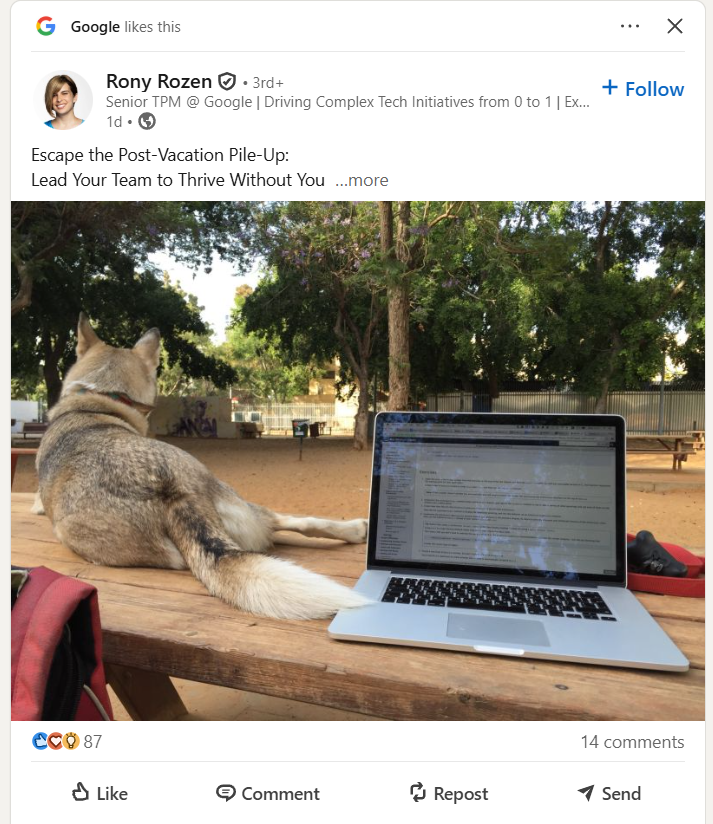 Google likes this
Rony Rozen • 3rd+
Senior TPM @ Google | Driving Complex Tech Initiatives from 0 to 1 | Ex...
1d •
+ Follow
Escape the Post-Vacation Pile-Up:
Lead Your Team to Thrive Without You ...more
87
14 comments
Like
Comment
Repost
Send